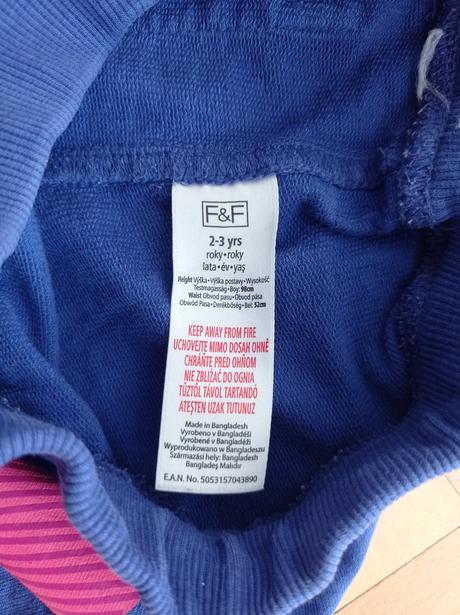 F&F
2-3 yrs
roky•roky
lata•év•yaş
Height Výška•Výška postavy•Wysokość
Testmagasság•Boy: 98cm
Waist Obvod pasu•Obvod pása
Obwód Pasa•Derékbőség•Bel: 52cm
KEEP AWAY FROM FIRE
UCHOVEJTE MIMO DOSAH OHNĚ
CHRÁŇTE PRED OHŇOM
NIE ZBLIŻAĆ DO OGNIA
TŰZTŐL TÁVOL TARTANDÓ
ATEŞTEN UZAK TUTUNUZ
Made in Bangladesh
Vyrobeno v Bangladéši
Vyrobené v Bangladéži
Wyprodukowano w Bangladeszu
Származási hely: Bangladesh
Bangladeş Malıdır
E.A.N. No. 5053157043890